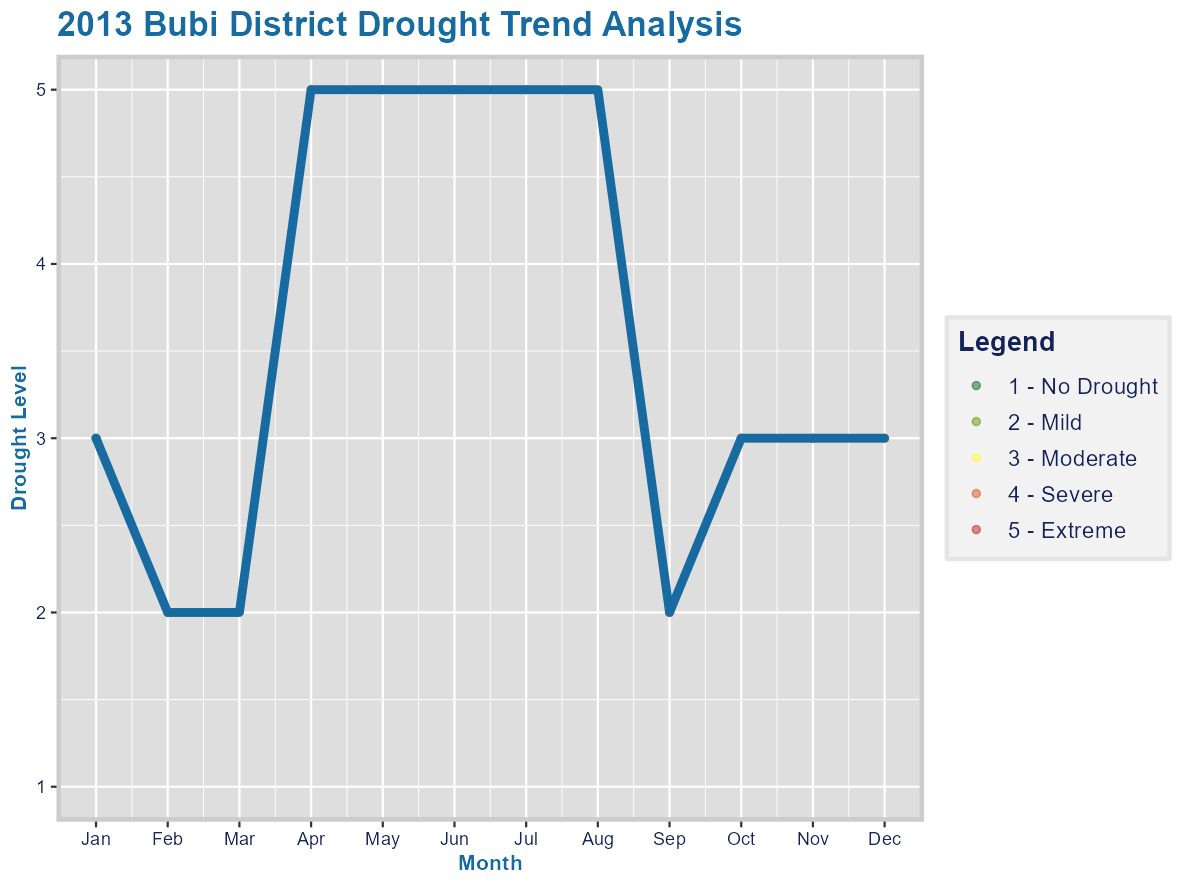 2013 Bubi District Drought Trend Analysis
5
4
3
2
1
Drought Level
Jan Feb Mar Apr May Jun Jul Aug Sep Oct Nov Dec
Month
Legend
1 - No Drought
2 - Mild
3 - Moderate
4 - Severe
5 - Extreme